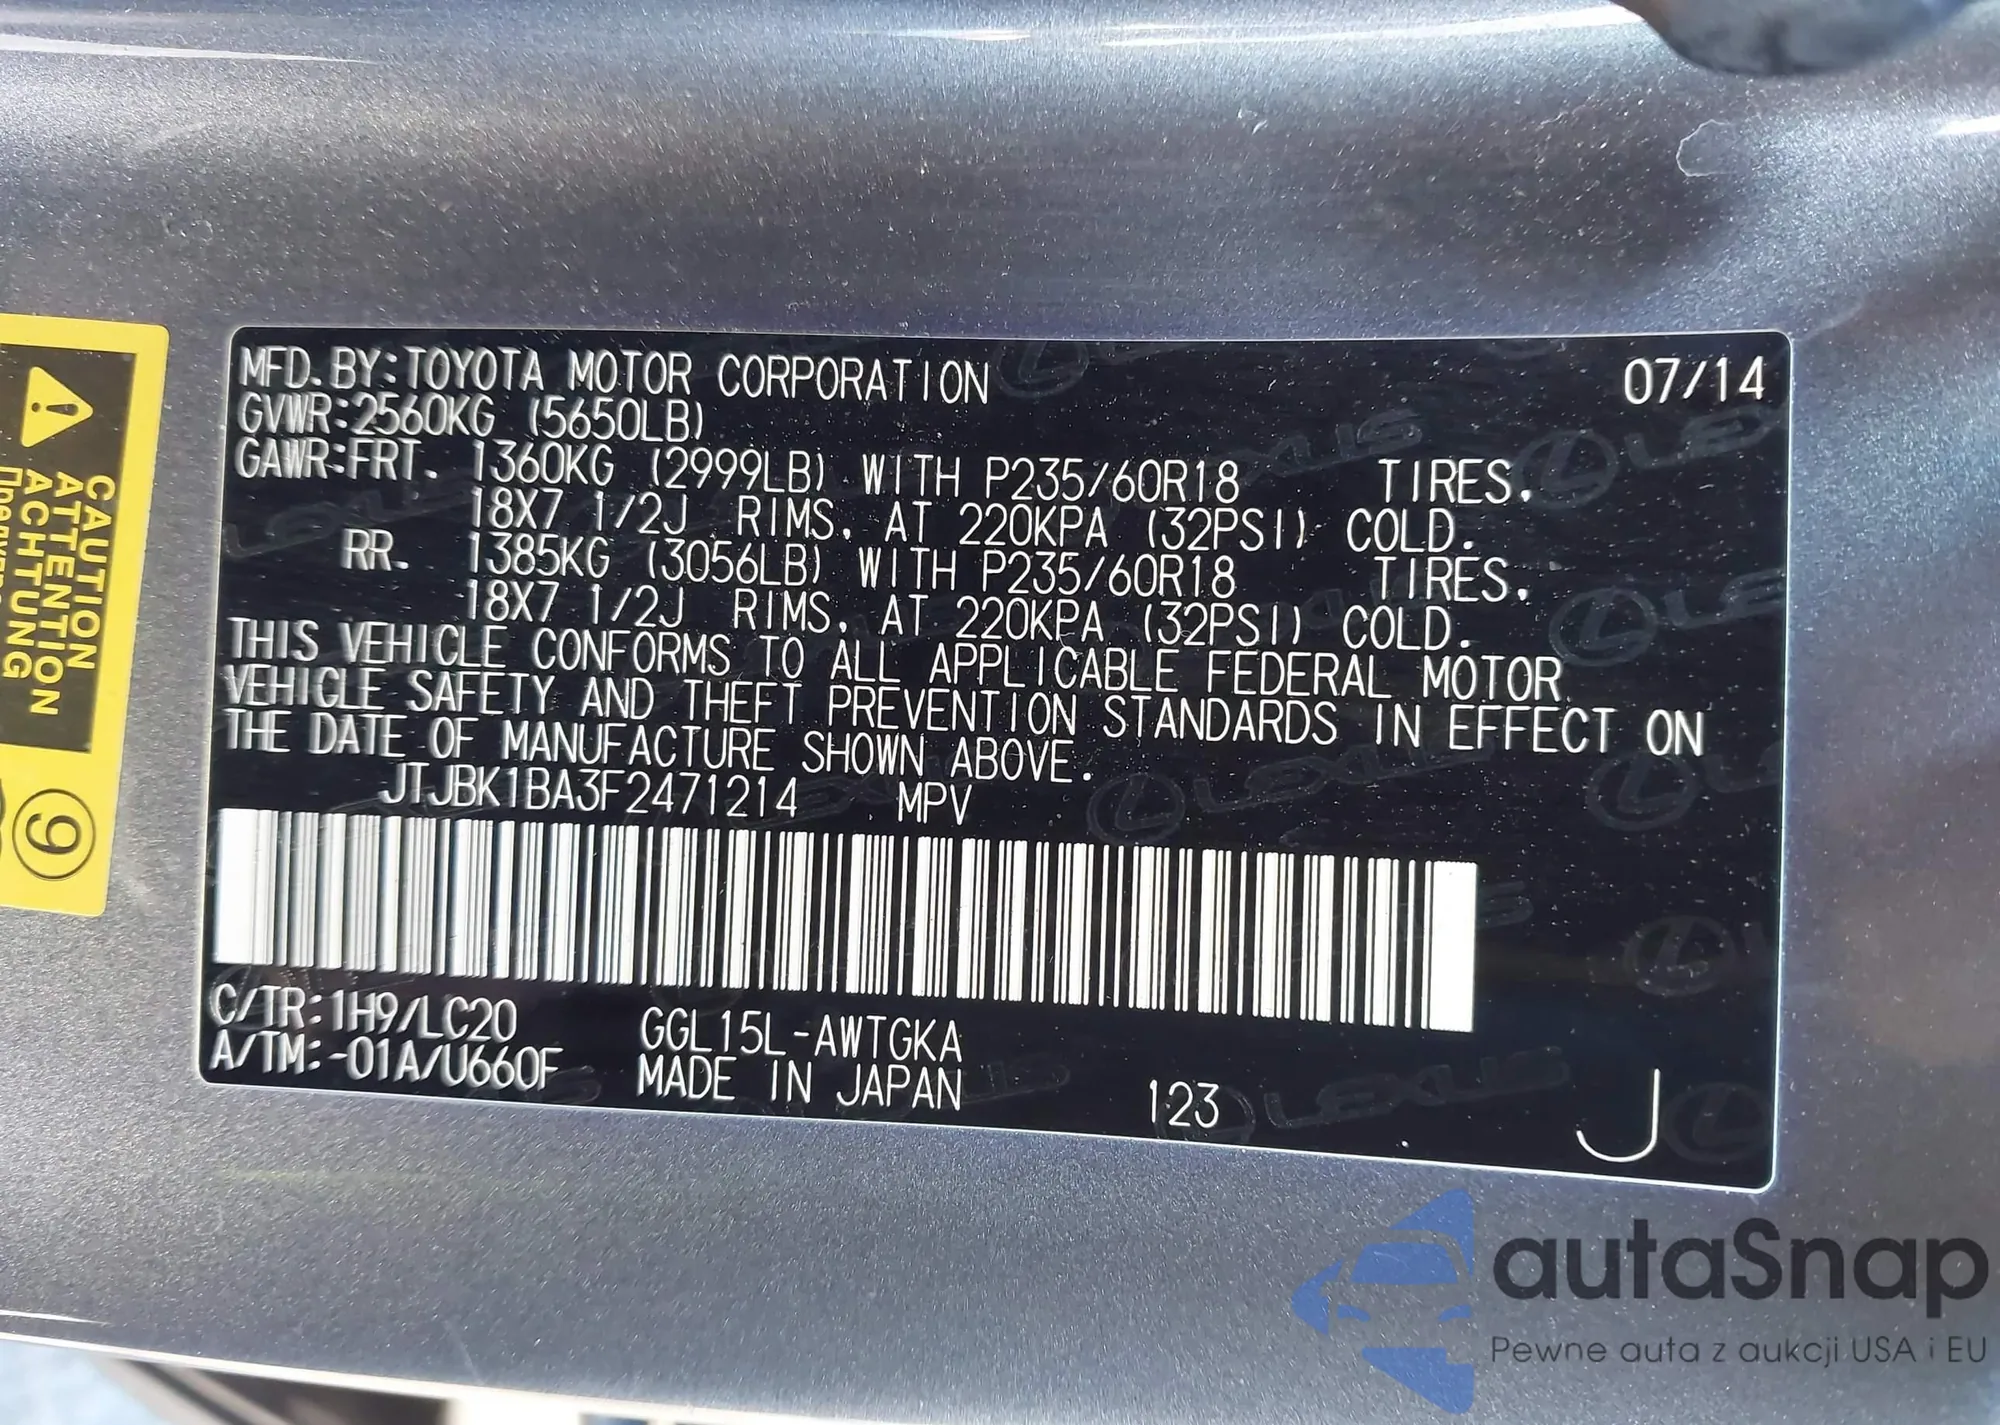 MFD. BY: TOYOTA MOTOR CORPORATION 07/14
GVWR: 2560KG (5650LB)
GAWR: FRT. 1360KG (2999LB) WITH P235/60R18 TIRES,
18X7 1/2J RIMS, AT 220KPA (32PSI) COLD.
RR. 1385KG (3056LB) WITH P235/60R18 TIRES,
18X7 1/2J RIMS, AT 220KPA (32PSI) COLD.
THIS VEHICLE CONFORMS TO ALL APPLICABLE FEDERAL MOTOR
VEHICLE SAFETY AND THEFT PREVENTION STANDARDS IN EFFECT ON
THE DATE OF MANUFACTURE SHOWN ABOVE.
JTJBK1BA3F2471214 MPV
C/TR: 1H9/LC20 GGL15L-AWTGKA
A/TM: -01A/U660F MADE IN JAPAN 123 J
CAUTION
ATTENTION
ACHTUNG
9
LEXUS
autaSnap
Pewne auta z aukcji USA i EU